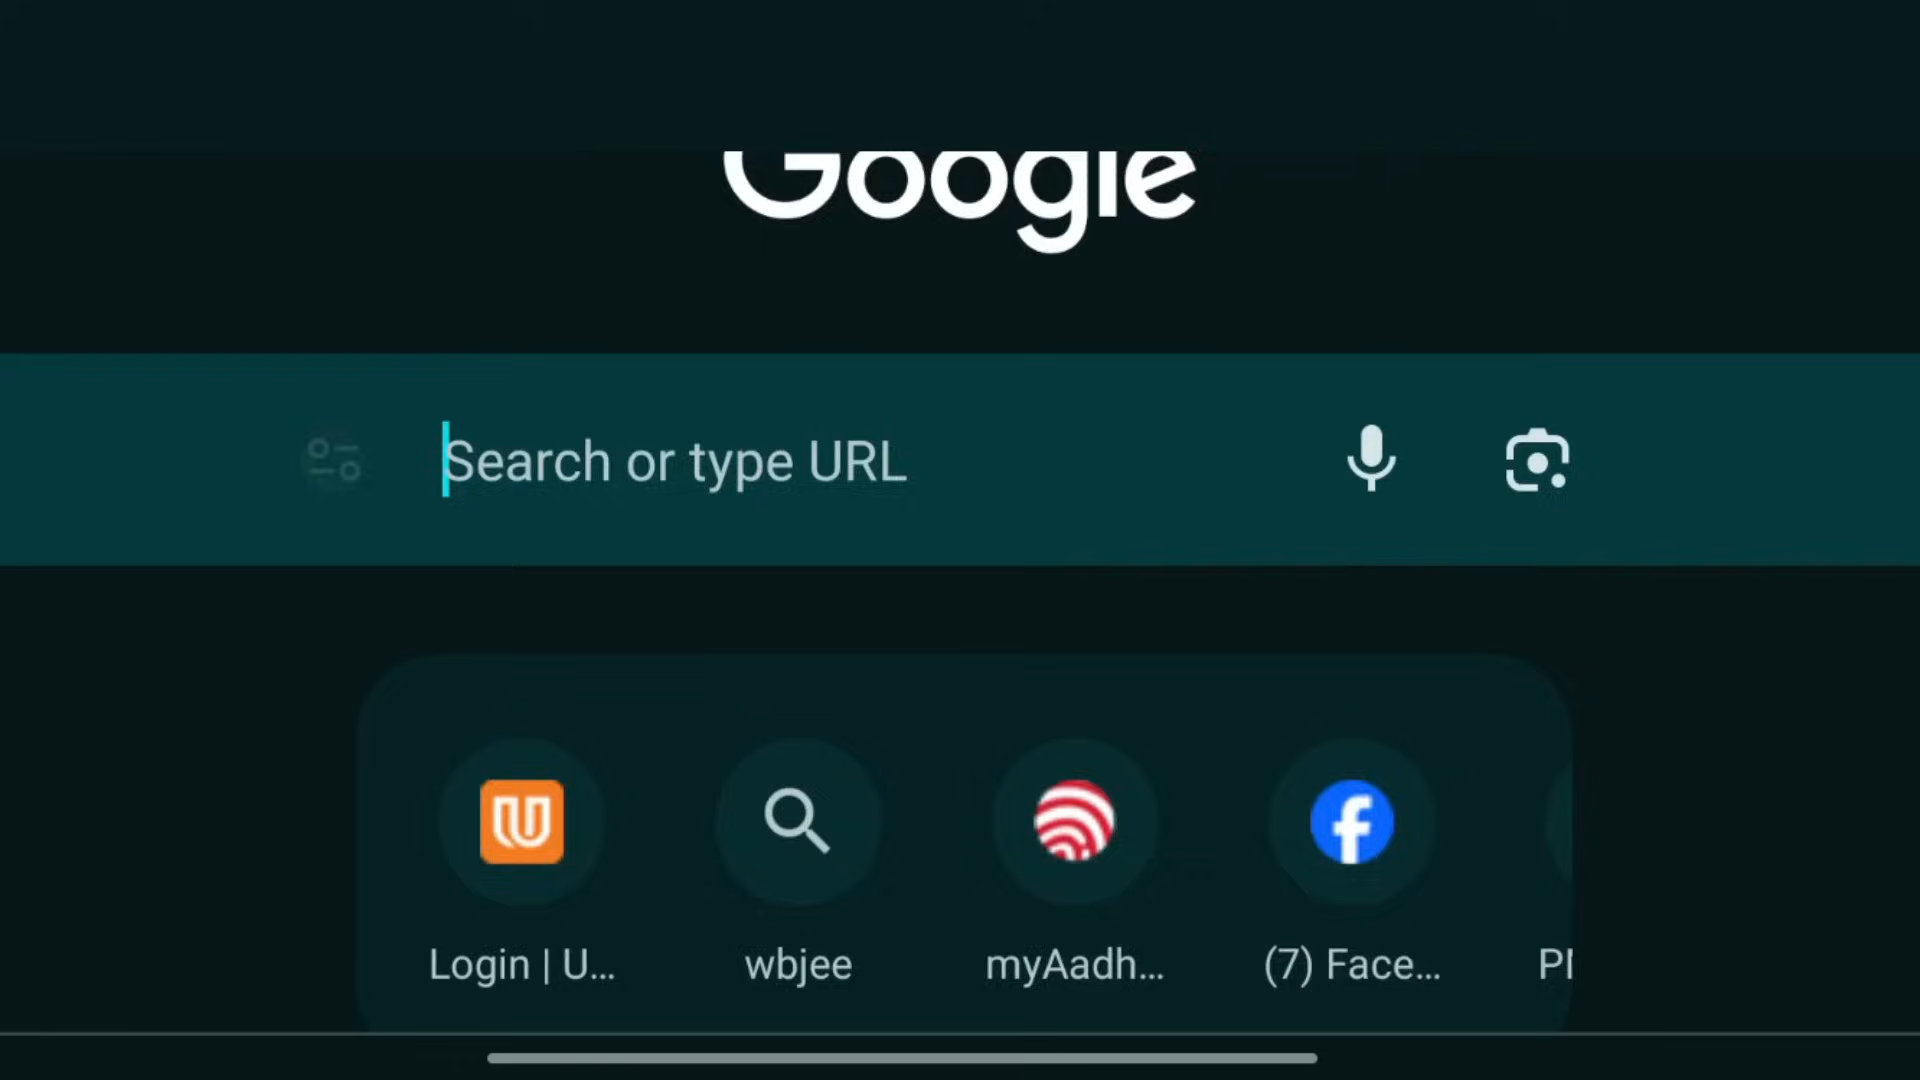 Google
Search or type URL
Login | U...
wbjee
myAadh...
(7) Face...